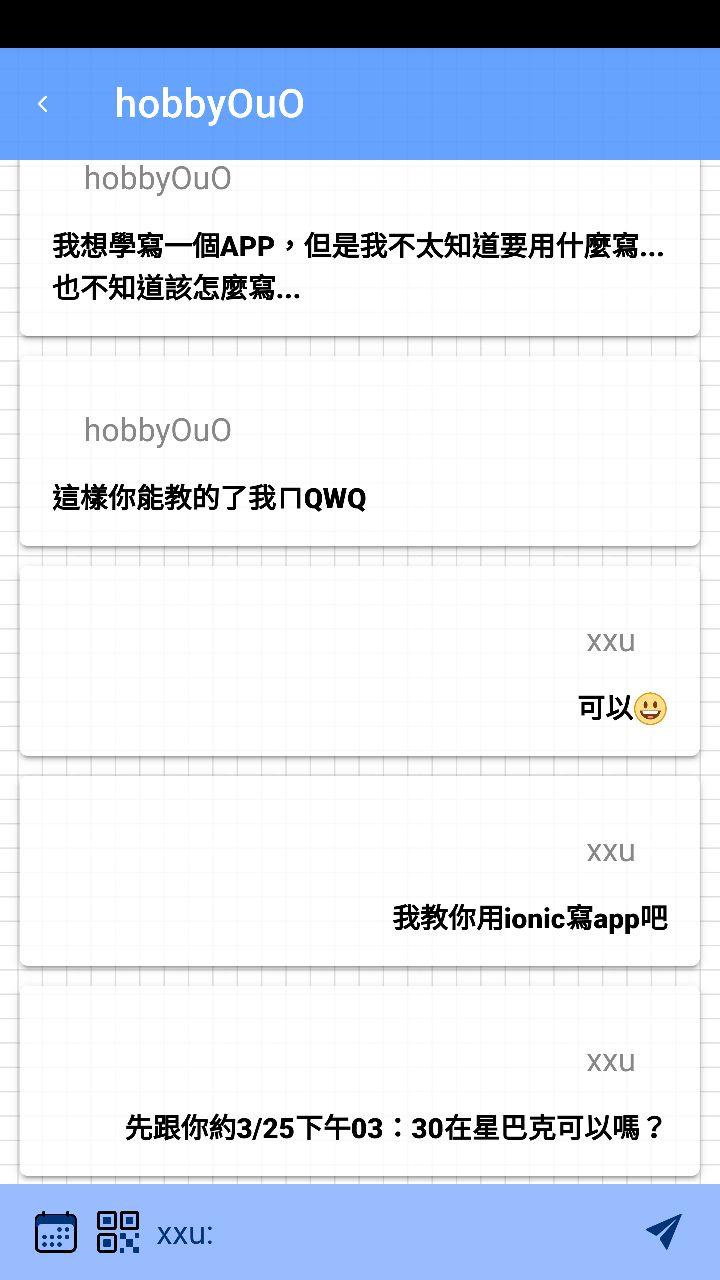 hobbyOuO
hobbyOuO
我想學寫一個APP，但是我不太知道要用什麼寫...
也不知道該怎麼寫...
hobbyOuO
這樣你能教的了我ㄇQWQ
xxu
可以😃
xxu
我教你用ionic寫app吧
xxu
先跟你約3/25下午03：30在星巴克可以嗎？
xxu: